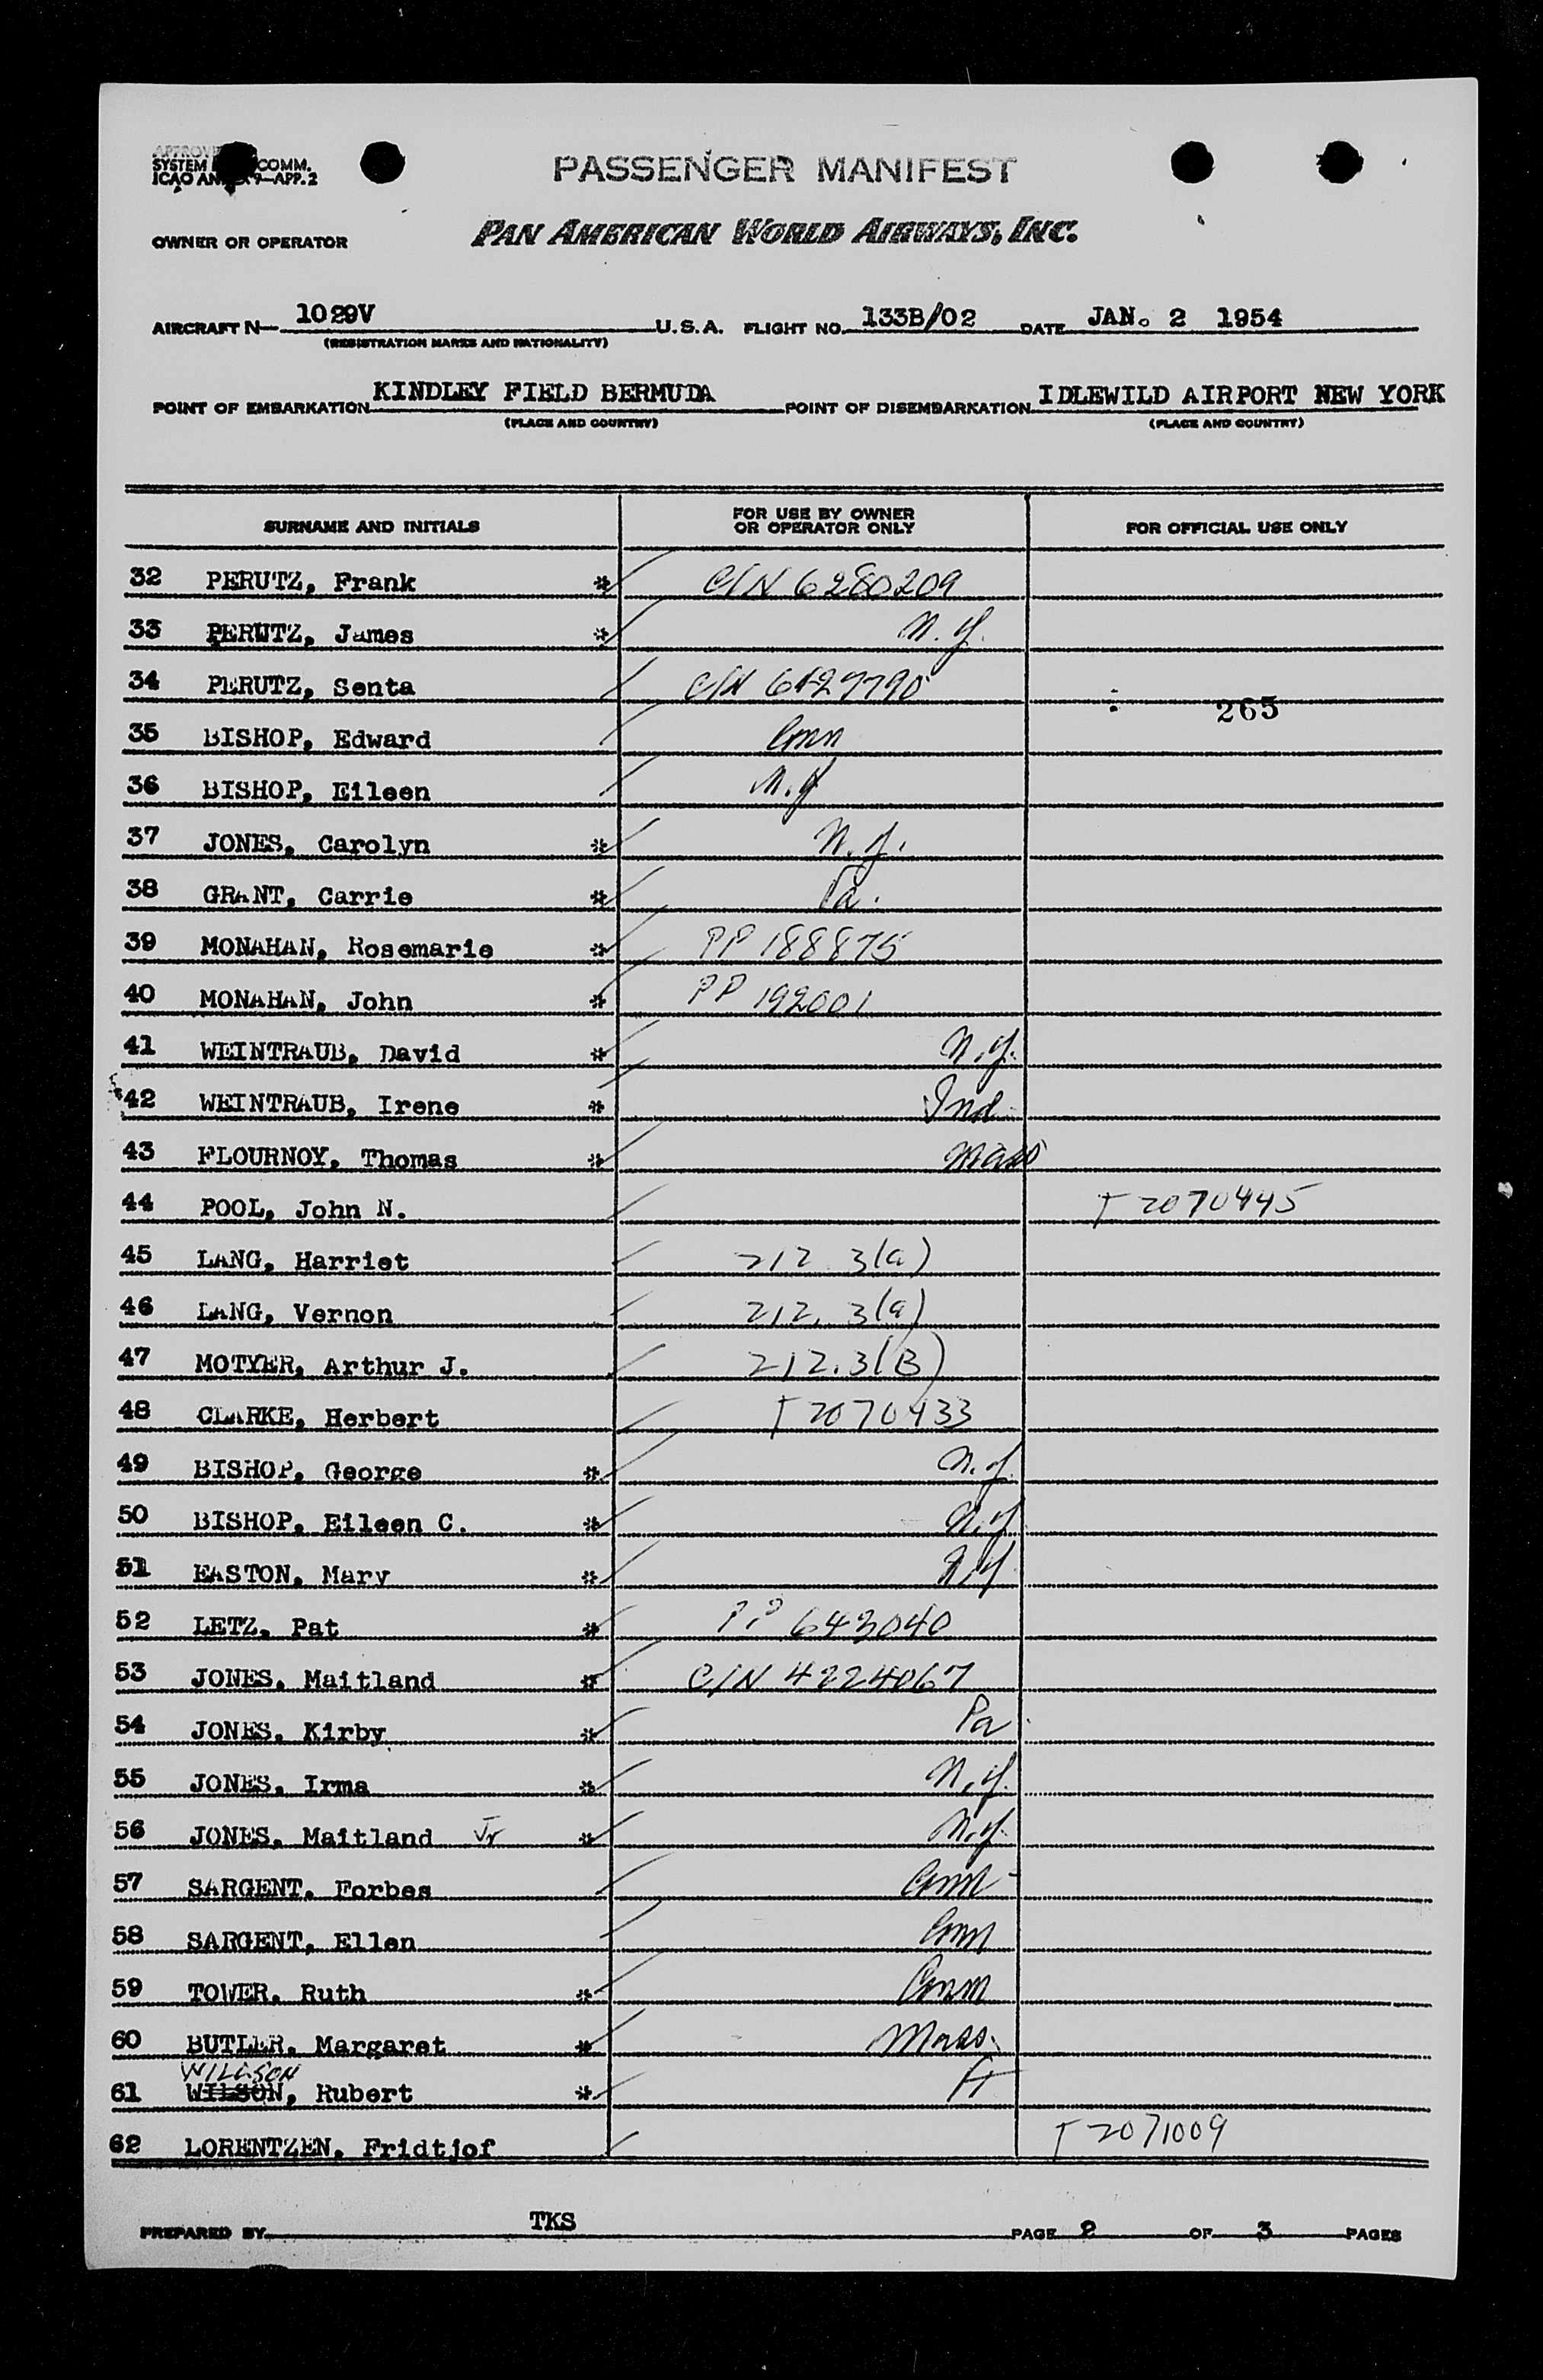 SYSTEM COMM.
ICAO ANNEX 9—APP. 2
PASSENGER MANIFEST
OWNER OR OPERATOR PAN AMERICAN WORLD AIRWAYS, INC.
AIRCRAFT N— 1029V U.S.A. FLIGHT NO. 133B/02 DATE JAN. 2 1954
(REGISTRATION MARKS AND NATIONALITY)
POINT OF EMBARKATION KINDLEY FIELD BERMUDA POINT OF DISEMBARKATION IDLEWILD AIRPORT NEW YORK
(PLACE AND COUNTRY) (PLACE AND COUNTRY)
SURNAME AND INITIALS FOR USE BY OWNER OR OPERATOR ONLY FOR OFFICIAL USE ONLY
32 PERUTZ, Frank * C/N 6280209
33 PERUTZ, James * N.Y.
34 PERUTZ, Senta C/N
265
35 BISHOP, Edward Conn
36 BISHOP, Eileen N.Y
37 JONES, Carolyn * N.Y.
38 GRANT, Carrie * Pa.
39 MONAHAN, Rosemarie * PP 188875
40 MONAHAN, John * PP 192001
41 WEINTRAUB, David * N.Y.
42 WEINTRAUB, Irene * Ind.
43 FLOURNOY, Thomas * Mass
44 POOL, John N. T 2070445
45 LANG, Harriet 212.3(a)
46 LANG, Vernon 212.3(a)
47 MOTYER, Arthur J. 212.3(B)
48 CLARKE, Herbert T 2070433
49 BISHOP, George * N.Y.
50 BISHOP, Eileen C. * N.Y
51 EASTON, Mary * N.Y
52 LETZ, Pat * P.P 643040
53 JONES, Maitland * C/N 4224067
54 JONES, Kirby * Pa.
55 JONES, Irma * N.Y.
56 JONES, Maitland Jr * N.Y.
57 SARGENT, Forbes Conn
58 SARGENT, Ellen Conn
59 TOWER, Ruth * Conn
60 BUTLER, Margaret * Mass.
WILLSON
61 WILSON, Rubert *
62 LORENTZEN, Fridtjof T 2071009
PREPARED BY TKS PAGE 2 OF 3 PAGES